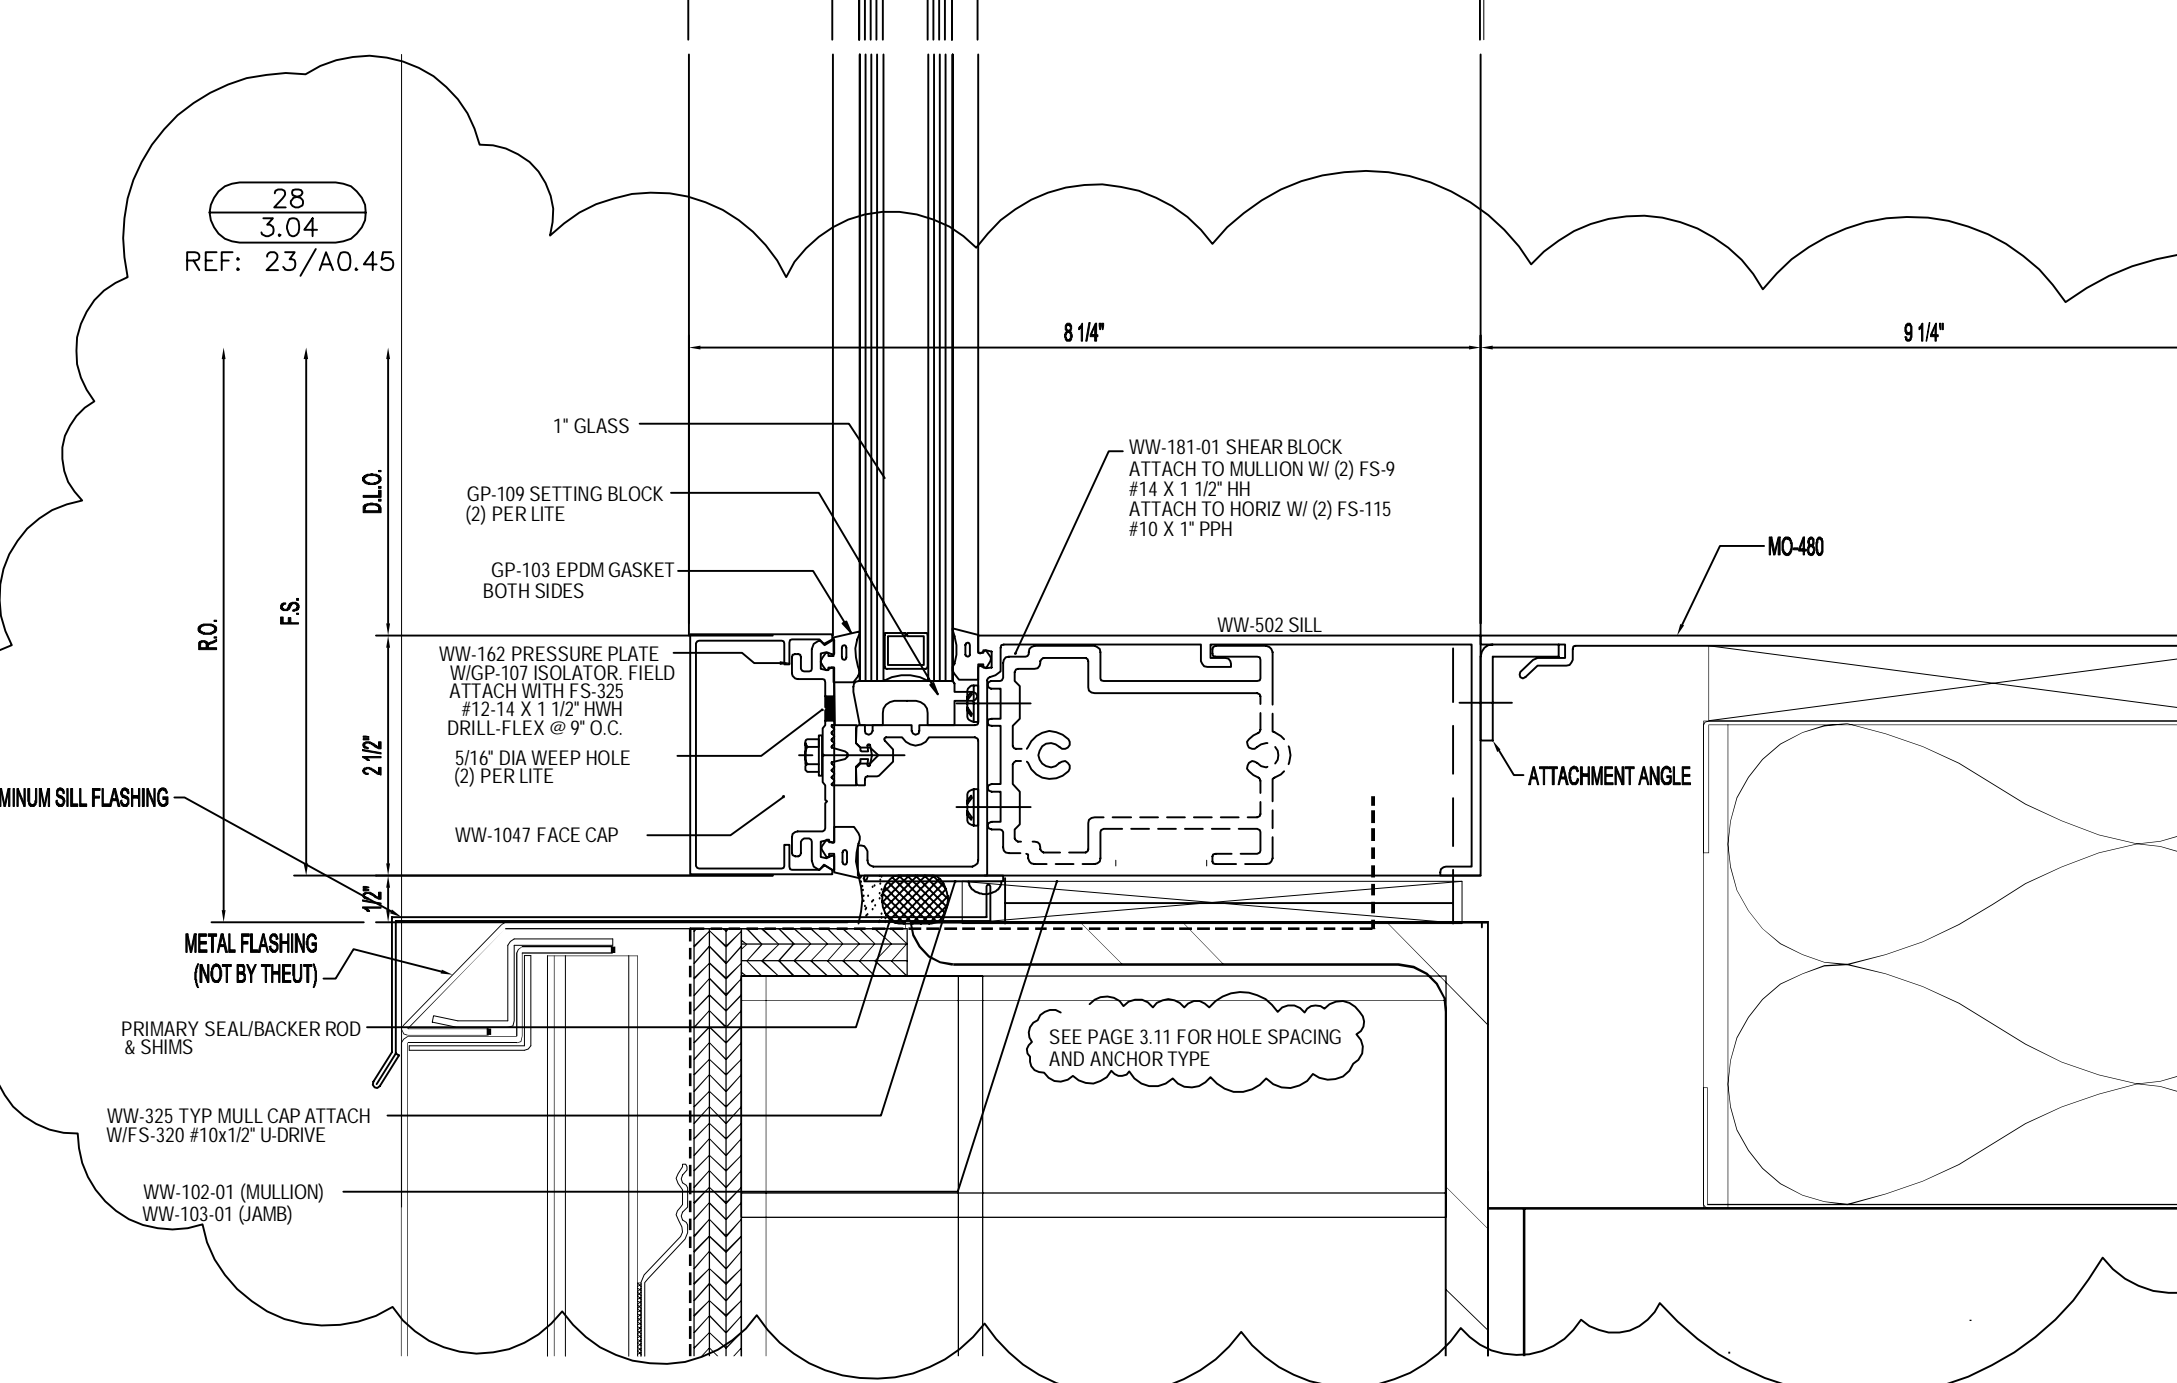 28
3.04
REF: 23/A0.45
8 1/4"
9 1/4"
D.L.O.
F.S.
R.O.
2 1/2"
1/2"
1" GLASS
GP-109 SETTING BLOCK
(2) PER LITE
GP-103 EPDM GASKET
BOTH SIDES
WW-162 PRESSURE PLATE
W/GP-107 ISOLATOR. FIELD
ATTACH WITH FS-325
#12-14 X 1 1/2" HWH
DRILL-FLEX @ 9" O.C.
5/16" DIA WEEP HOLE
(2) PER LITE
WW-1047 FACE CAP
WW-181-01 SHEAR BLOCK
ATTACH TO MULLION W/ (2) FS-9
#14 X 1 1/2" HH
ATTACH TO HORIZ W/ (2) FS-115
#10 X 1" PPH
MO-480
WW-502 SILL
ATTACHMENT ANGLE
MINUM SILL FLASHING
METAL FLASHING
(NOT BY THEUT)
PRIMARY SEAL/BACKER ROD
& SHIMS
SEE PAGE 3.11 FOR HOLE SPACING
AND ANCHOR TYPE
WW-325 TYP MULL CAP ATTACH
W/FS-320 #10x1/2" U-DRIVE
WW-102-01 (MULLION)
WW-103-01 (JAMB)